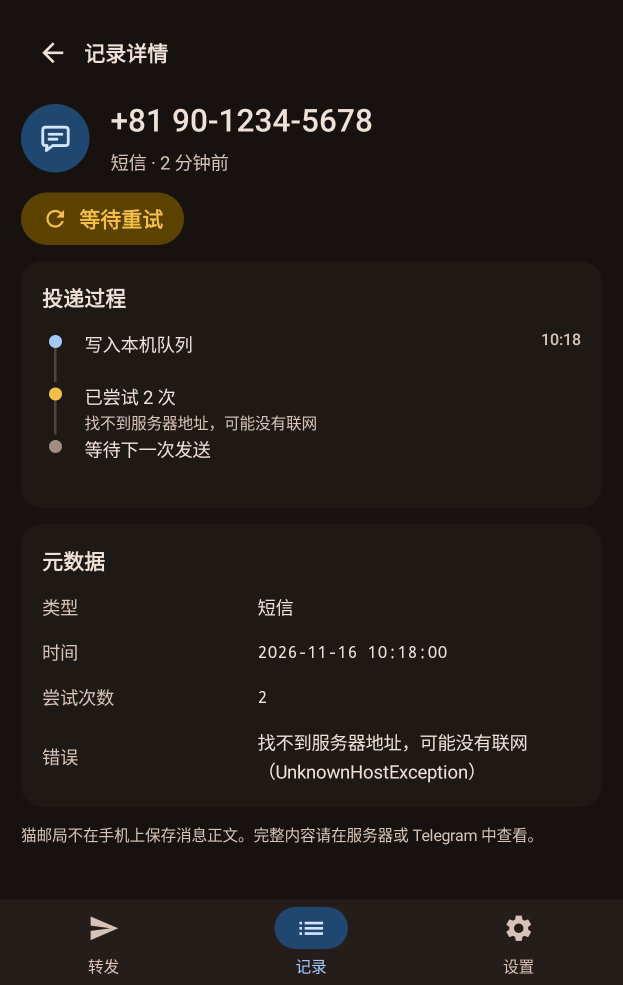 记录详情
+81 90-1234-5678
短信 · 2 分钟前
等待重试
投递过程
写入本机队列 10:18
已尝试 2 次
找不到服务器地址，可能没有联网
等待下一次发送
元数据
类型 短信
时间 2026-11-16 10:18:00
尝试次数 2
错误 找不到服务器地址，可能没有联网
（UnknownHostException）
猫邮局不在手机上保存消息正文。完整内容请在服务器或 Telegram 中查看。
转发 记录 设置